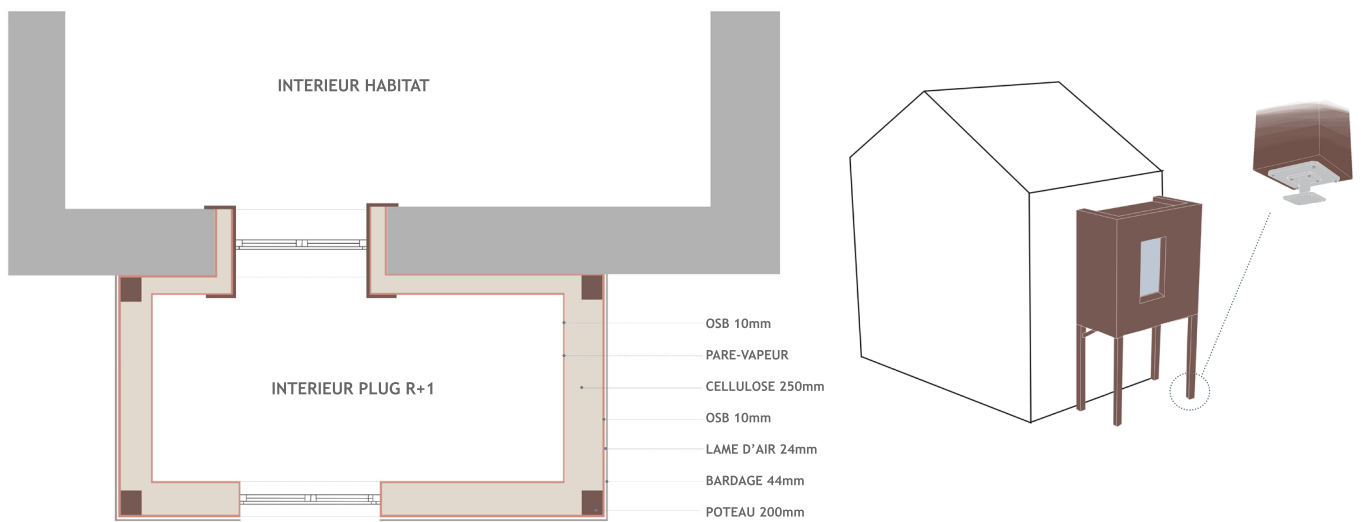 INTERIEUR HABITAT
INTERIEUR PLUG R+1
OSB 10mm
PARE-VAPEUR
CELLULOSE 250mm
OSB 10mm
LAME D’AIR 24mm
BARDAGE 44mm
POTEAU 200mm